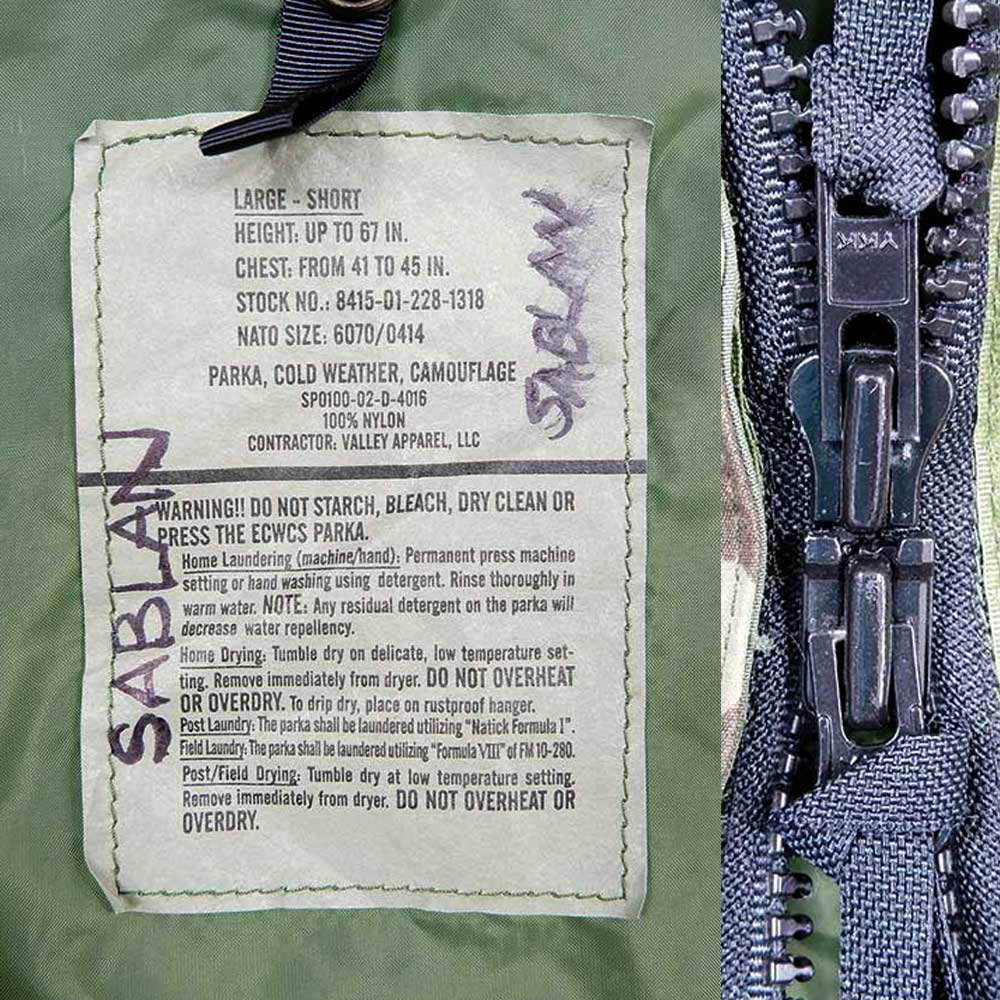 LARGE - SHORT
HEIGHT: UP TO 67 IN.
CHEST: FROM 41 TO 45 IN.
STOCK NO.: 8415-01-228-1318
NATO SIZE: 6070/0414
PARKA, COLD WEATHER, CAMOUFLAGE
SP0100-02-D-4016
100% NYLON
CONTRACTOR: VALLEY APPAREL, LLC
SABLAN
WARNING!! DO NOT STARCH, BLEACH, DRY CLEAN OR
PRESS THE ECWCS PARKA.
Home Laundering (machine/hand): Permanent press machine
setting or hand washing using detergent. Rinse thoroughly in
warm water. NOTE: Any residual detergent on the parka will
decrease water repellency.
Home Drying: Tumble dry on delicate, low temperature set-
ting. Remove immediately from dryer. DO NOT OVERHEAT
OR OVERDRY. To drip dry, place on rustproof hanger.
Post Laundry: The parka shall be laundered utilizing "Natick Formula I".
Field Laundry: The parka shall be laundered utilizing "Formula VIII" of FM 10-280.
Post/Field Drying: Tumble dry at low temperature setting.
Remove immediately from dryer. DO NOT OVERHEAT OR
OVERDRY.
SABLAN
YKK